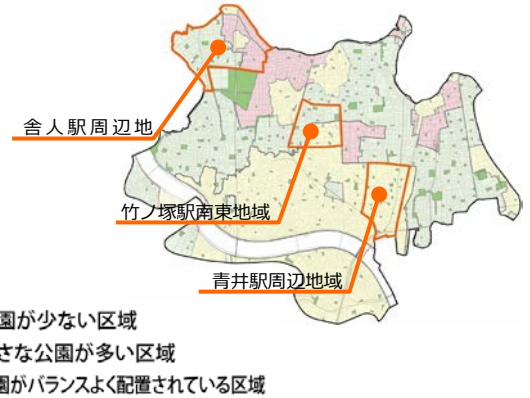 舎人駅周辺地
竹ノ塚駅南東地域
青井駅周辺地域
園が少ない区域
さな公園が多い区域
園がバランスよく配置されている区域